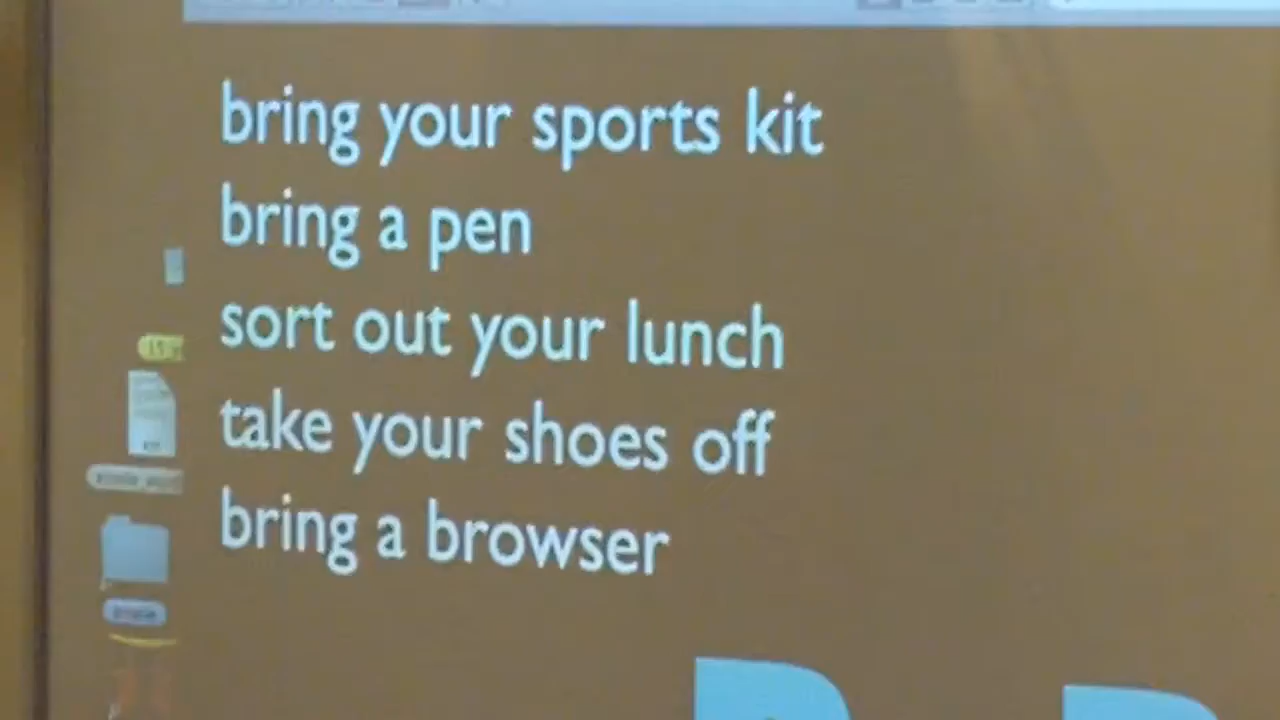 bring your sports kit
bring a pen
sort out your lunch
take your shoes off
bring a browser